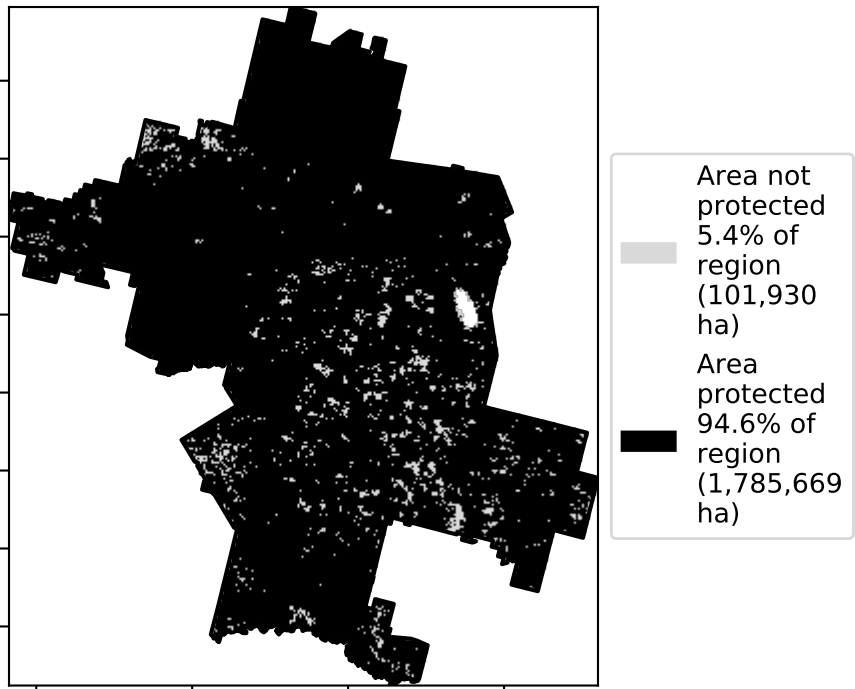 Area not
protected
5.4% of
region
(101,930
ha)
Area
protected
94.6% of
region
(1,785,669
ha)